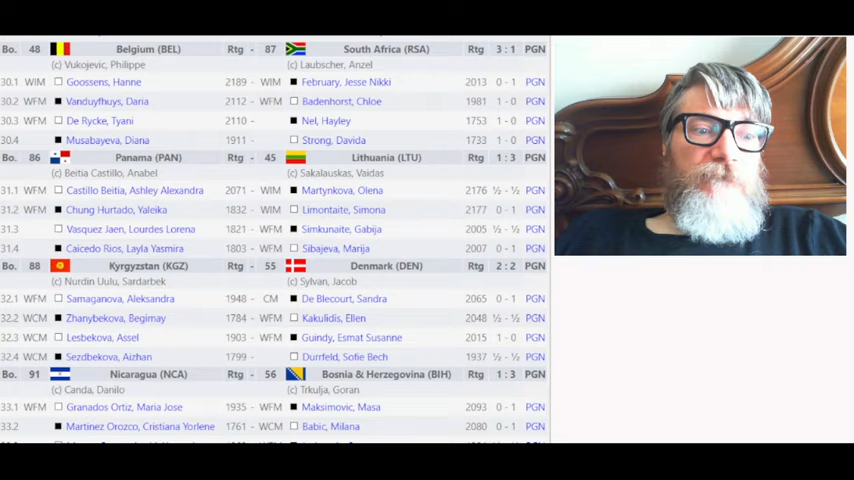 Bo. 48 Belgium (BEL) Rtg - 87 South Africa (RSA) Rtg 3 : 1 PGN
(c) Vukojevic, Philippe (c) Laubscher, Anzel
30.1 WIM Goossens, Hanne 2189 - WIM February, Jesse Nikki 2013 0 - 1 PGN
30.2 WFM Vanduyfhuys, Daria 2112 - WFM Badenhorst, Chloe 1981 1 - 0 PGN
30.3 WFM De Rycke, Tyani 2110 - Nel, Hayley 1753 1 - 0 PGN
30.4 Musabayeva, Diana 1911 - Strong, Davida 1733 1 - 0 PGN
Bo. 86 Panama (PAN) Rtg - 45 Lithuania (LTU) Rtg 1 : 3 PGN
(c) Beitia Castillo, Anabel (c) Sakalauskas, Vaidas
31.1 WFM Castillo Beitia, Ashley Alexandra 2071 - WIM Martynkova, Olena 2176 ½ - ½ PGN
31.2 WFM Chung Hurtado, Yaleika 1832 - WIM Limontaite, Simona 2177 0 - 1 PGN
31.3 Vasquez Jaen, Lourdes Lorena 1821 - WFM Simkunaite, Gabija 2005 ½ - ½ PGN
31.4 Caicedo Rios, Layla Yasmira 1803 - WFM Sibajeva, Marija 2007 0 - 1 PGN
Bo. 88 Kyrgyzstan (KGZ) Rtg - 55 Denmark (DEN) Rtg 2 : 2 PGN
(c) Nurdin Uulu, Sardarbek (c) Sylvan, Jacob
32.1 WFM Samaganova, Aleksandra 1948 - CM De Blecourt, Sandra 2065 0 - 1 PGN
32.2 WCM Zhanybekova, Begimay 1784 - WFM Kakulidis, Ellen 2048 ½ - ½ PGN
32.3 WCM Lesbekova, Assel 1903 - WFM Guindy, Esmat Susanne 2015 1 - 0 PGN
32.4 WCM Sezdbekova, Aizhan 1799 - Durrfeld, Sofie Bech 1937 ½ - ½ PGN
Bo. 91 Nicaragua (NCA) Rtg - 56 Bosnia & Herzegovina (BIH) Rtg 1 : 3 PGN
(c) Canda, Danilo (c) Trkulja, Goran
33.1 WFM Granados Ortiz, Maria Jose 1935 - WFM Maksimovic, Masa 2093 0 - 1 PGN
33.2 Martinez Orozco, Cristiana Yorlene 1761 - WCM Babic, Milana 2080 0 - 1 PGN